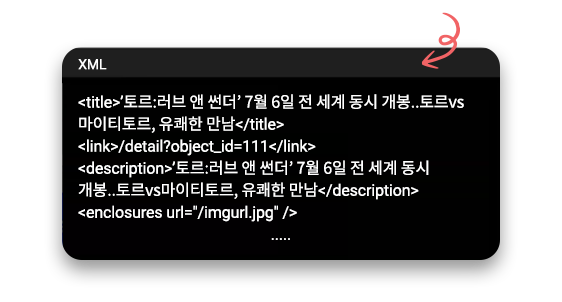 XML
<title>’토르:러브 앤 썬더’ 7월 6일 전 세계 동시 개봉..토르vs
마이티토르, 유쾌한 만남</title>
<link>/detail?object_id=111</link>
<description>’토르:러브 앤 썬더’ 7월 6일 전 세계 동시
개봉..토르vs마이티토르, 유쾌한 만남</description>
<enclosures url="/imgurl.jpg" />
.....